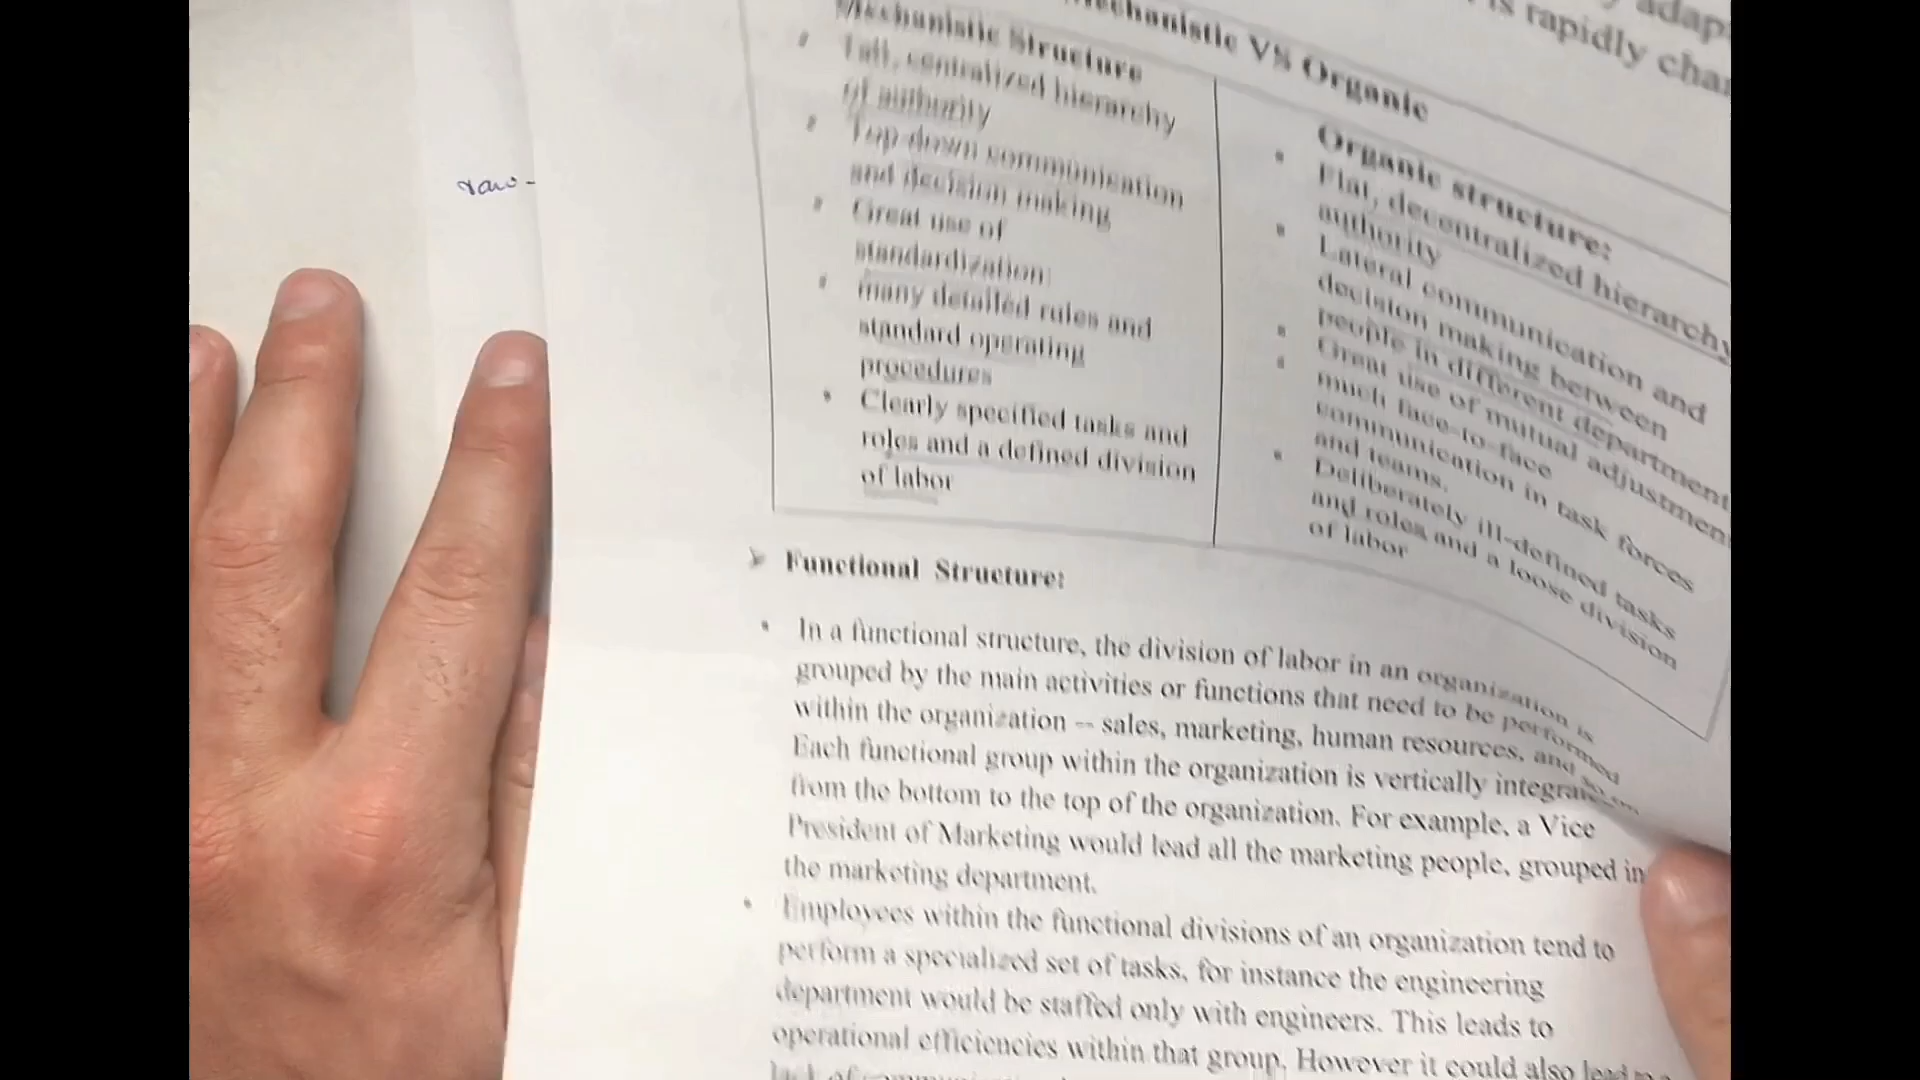 adap
is rapidly cha
Mechanistic VS Organic
Mechanistic Structure
Tall, centralized hierarchy
of authority
Top down communication
and decision making
Great use of
standardization
many detailed rules and
standard operating
procedures
Clearly specified tasks and
roles and a defined division
of labor
Organic structure:
Flat, decentralized hierarchy
authority
Lateral communication and
decision making berween
people in different department
Great use of mutual adjustmen
much face-to-face
communication in task forces
and teams.
Deliberately ill-defined tasks
and roles and a loose division
of labor
Functional Structure:
In a functional structure, the division of labor in an organization is
grouped by the main activities or functions that need to be performed
within the organization -- sales, marketing, human resources, and so on
Each functional group within the organization is vertically
from the bottom to the top of the organization. For example, a Vice
President of Marketing would lead all the marketing people, grouped in
the marketing department.
Employees within the functional divisions of an organization tend to
perform a specialized set of tasks, for instance the engineering
department would be staffed only with engineers. This leads to
operational efficiencies within that group. However it could also lead to a
lack of